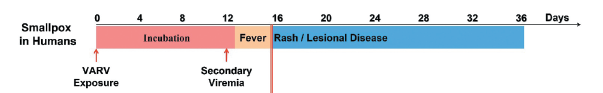 Smallpox
in Humans
0 4 8 12 16 20 24 28 32 36 Days
Incubation Fever Rash / Lesional Disease
VARV
Exposure
Secondary
Viremia